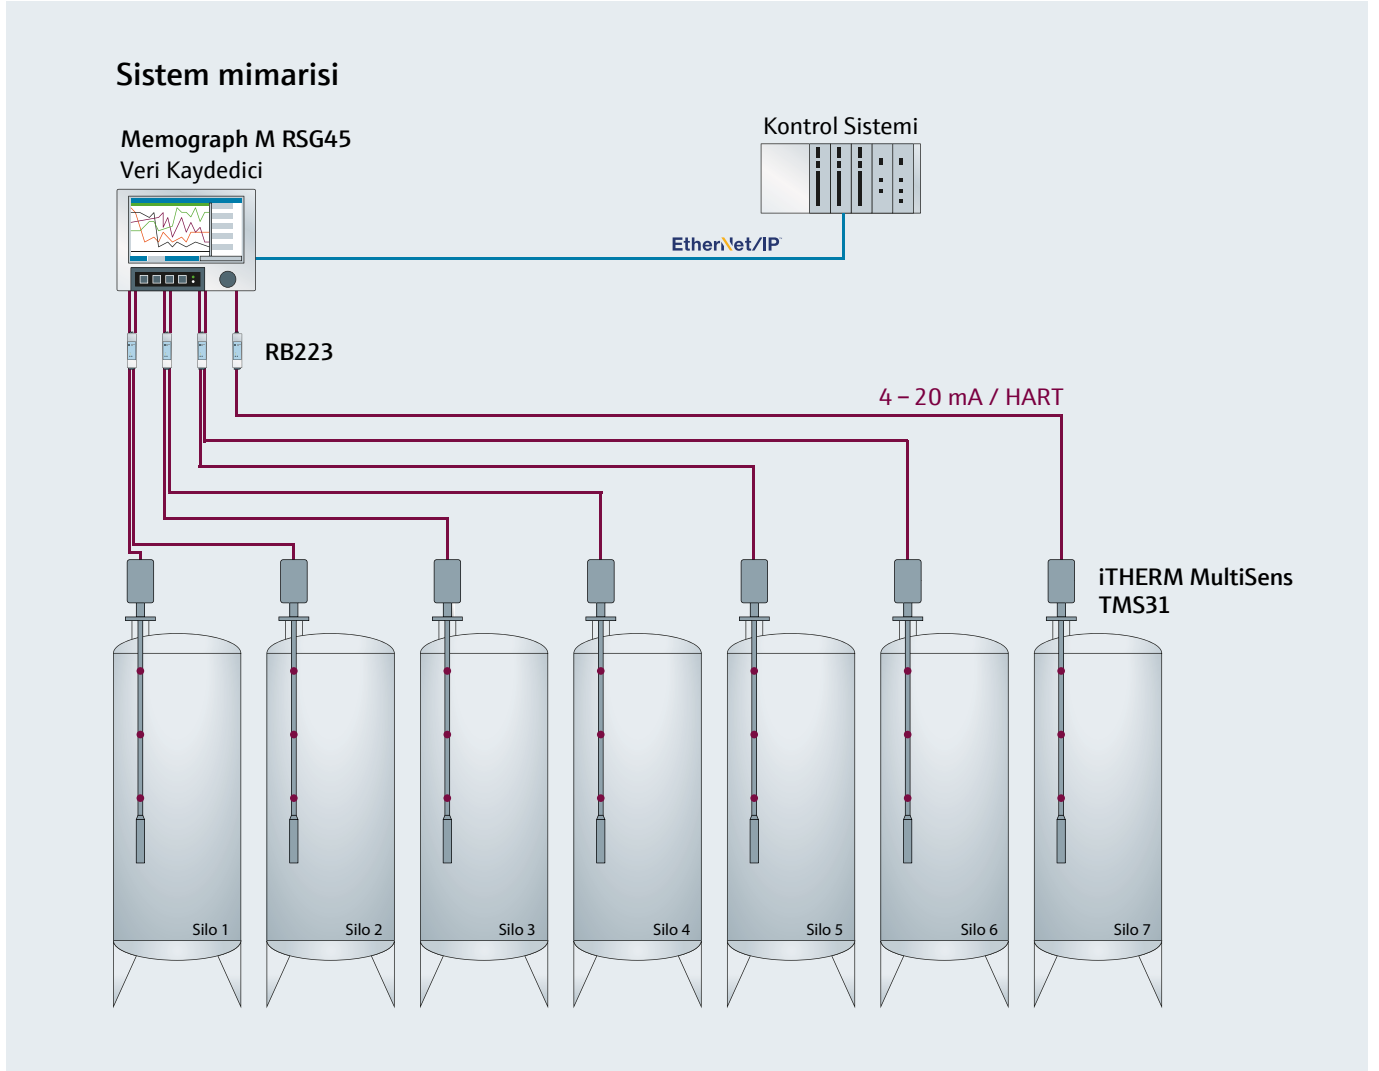 Sistem mimarisi
Memograph M RSG45
Veri Kaydedici
Kontrol Sistemi
EtherNet/IP
RB223
4 – 20 mA / HART
iTHERM MultiSens
TMS31
Silo 1
Silo 2
Silo 3
Silo 4
Silo 5
Silo 6
Silo 7